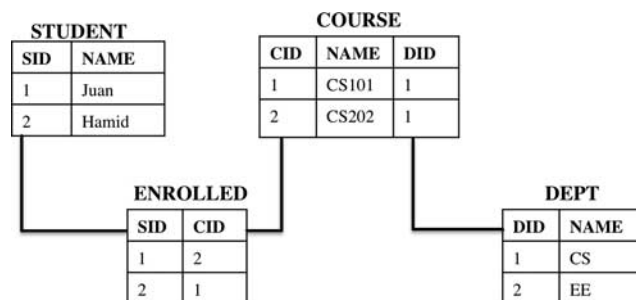 STUDENT
SID NAME
1 Juan
2 Hamid
COURSE
CID NAME DID
1 CS101 1
2 CS202 1
ENROLLED
SID CID
1 2
2 1
DEPT
DID NAME
1 CS
2 EE